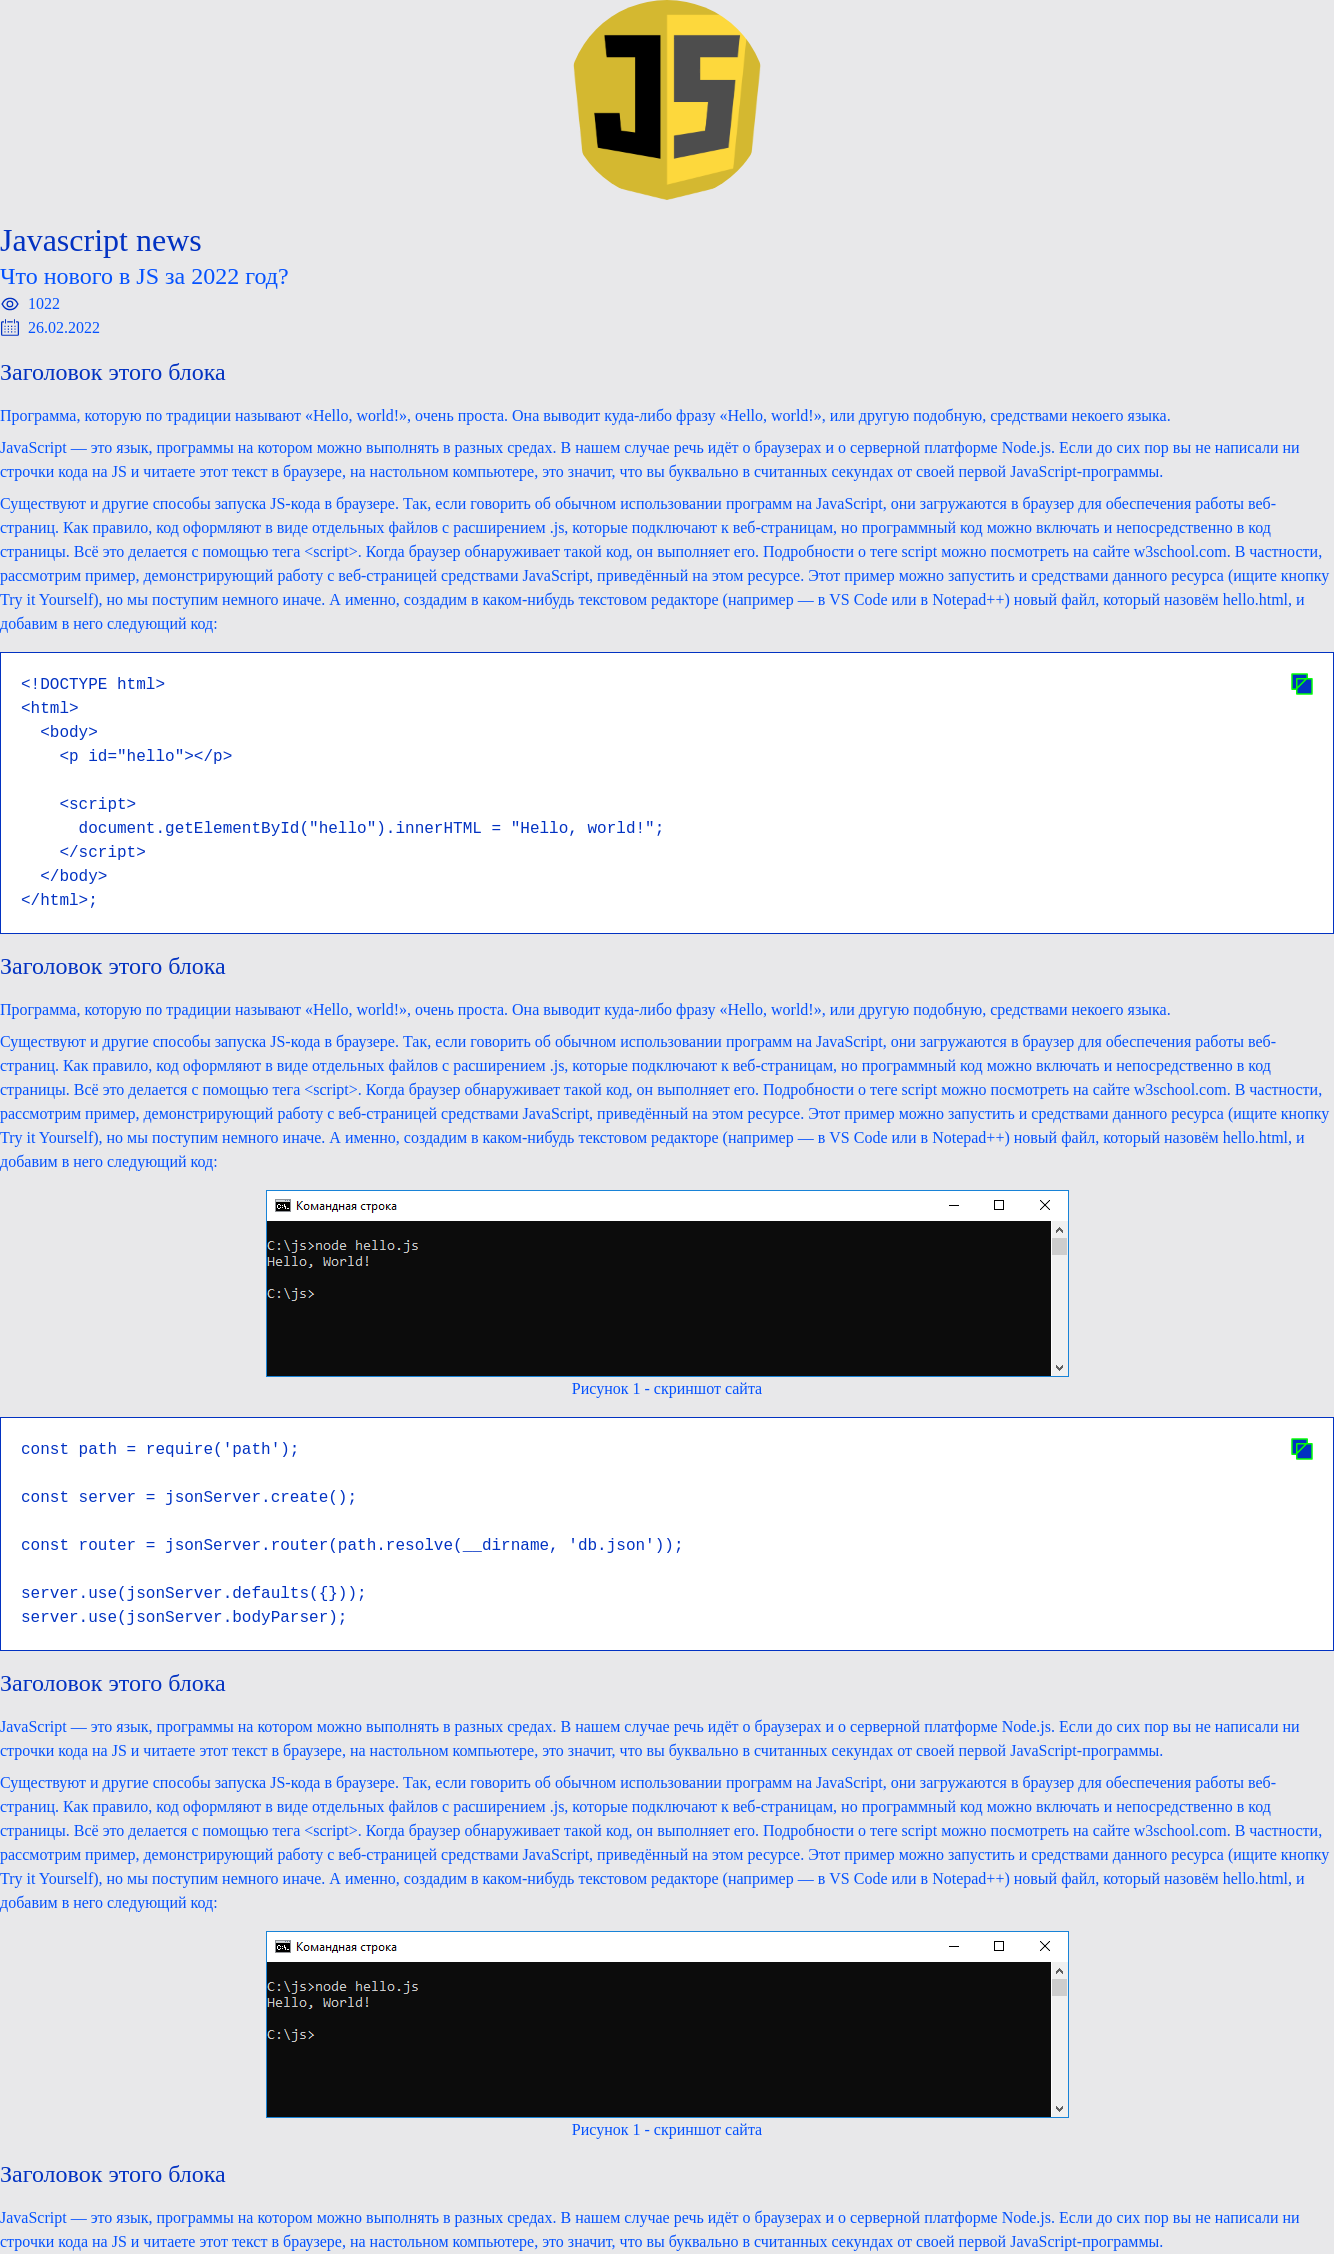 JS
Javascript news
Что нового в JS за 2022 год?
1022
26.02.2022
Заголовок этого блока
Программа, которую по традиции называют «Hello, world!», очень проста. Она выводит куда-либо фразу «Hello, world!», или другую подобную, средствами некоего языка.
JavaScript — это язык, программы на котором можно выполнять в разных средах. В нашем случае речь идёт о браузерах и о серверной платформе Node.js. Если до сих пор вы не написали ни
строчки кода на JS и читаете этот текст в браузере, на настольном компьютере, это значит, что вы буквально в считанных секундах от своей первой JavaScript-программы.
Существуют и другие способы запуска JS-кода в браузере. Так, если говорить об обычном использовании программ на JavaScript, они загружаются в браузер для обеспечения работы веб-
страниц. Как правило, код оформляют в виде отдельных файлов с расширением .js, которые подключают к веб-страницам, но программный код можно включать и непосредственно в код
страницы. Всё это делается с помощью тега <script>. Когда браузер обнаруживает такой код, он выполняет его. Подробности о теге script можно посмотреть на сайте w3school.com. В частности,
рассмотрим пример, демонстрирующий работу с веб-страницей средствами JavaScript, приведённый на этом ресурсе. Этот пример можно запустить и средствами данного ресурса (ищите кнопку
Try it Yourself), но мы поступим немного иначе. А именно, создадим в каком-нибудь текстовом редакторе (например — в VS Code или в Notepad++) новый файл, который назовём hello.html, и
добавим в него следующий код:
<!DOCTYPE html>
<html>
  <body>
    <p id="hello"></p>

    <script>
      document.getElementById("hello").innerHTML = "Hello, world!";
    </script>
  </body>
</html>;
Заголовок этого блока
Программа, которую по традиции называют «Hello, world!», очень проста. Она выводит куда-либо фразу «Hello, world!», или другую подобную, средствами некоего языка.
Существуют и другие способы запуска JS-кода в браузере. Так, если говорить об обычном использовании программ на JavaScript, они загружаются в браузер для обеспечения работы веб-
страниц. Как правило, код оформляют в виде отдельных файлов с расширением .js, которые подключают к веб-страницам, но программный код можно включать и непосредственно в код
страницы. Всё это делается с помощью тега <script>. Когда браузер обнаруживает такой код, он выполняет его. Подробности о теге script можно посмотреть на сайте w3school.com. В частности,
рассмотрим пример, демонстрирующий работу с веб-страницей средствами JavaScript, приведённый на этом ресурсе. Этот пример можно запустить и средствами данного ресурса (ищите кнопку
Try it Yourself), но мы поступим немного иначе. А именно, создадим в каком-нибудь текстовом редакторе (например — в VS Code или в Notepad++) новый файл, который назовём hello.html, и
добавим в него следующий код:
Командная строка
C:\js>node hello.js
Hello, World!
C:\js>
Рисунок 1 - скриншот сайта
const path = require('path');

const server = jsonServer.create();

const router = jsonServer.router(path.resolve(__dirname, 'db.json'));

server.use(jsonServer.defaults({}));
server.use(jsonServer.bodyParser);
Заголовок этого блока
JavaScript — это язык, программы на котором можно выполнять в разных средах. В нашем случае речь идёт о браузерах и о серверной платформе Node.js. Если до сих пор вы не написали ни
строчки кода на JS и читаете этот текст в браузере, на настольном компьютере, это значит, что вы буквально в считанных секундах от своей первой JavaScript-программы.
Существуют и другие способы запуска JS-кода в браузере. Так, если говорить об обычном использовании программ на JavaScript, они загружаются в браузер для обеспечения работы веб-
страниц. Как правило, код оформляют в виде отдельных файлов с расширением .js, которые подключают к веб-страницам, но программный код можно включать и непосредственно в код
страницы. Всё это делается с помощью тега <script>. Когда браузер обнаруживает такой код, он выполняет его. Подробности о теге script можно посмотреть на сайте w3school.com. В частности,
рассмотрим пример, демонстрирующий работу с веб-страницей средствами JavaScript, приведённый на этом ресурсе. Этот пример можно запустить и средствами данного ресурса (ищите кнопку
Try it Yourself), но мы поступим немного иначе. А именно, создадим в каком-нибудь текстовом редакторе (например — в VS Code или в Notepad++) новый файл, который назовём hello.html, и
добавим в него следующий код:
Командная строка
C:\js>node hello.js
Hello, World!
C:\js>
Рисунок 1 - скриншот сайта
Заголовок этого блока
JavaScript — это язык, программы на котором можно выполнять в разных средах. В нашем случае речь идёт о браузерах и о серверной платформе Node.js. Если до сих пор вы не написали ни
строчки кода на JS и читаете этот текст в браузере, на настольном компьютере, это значит, что вы буквально в считанных секундах от своей первой JavaScript-программы.